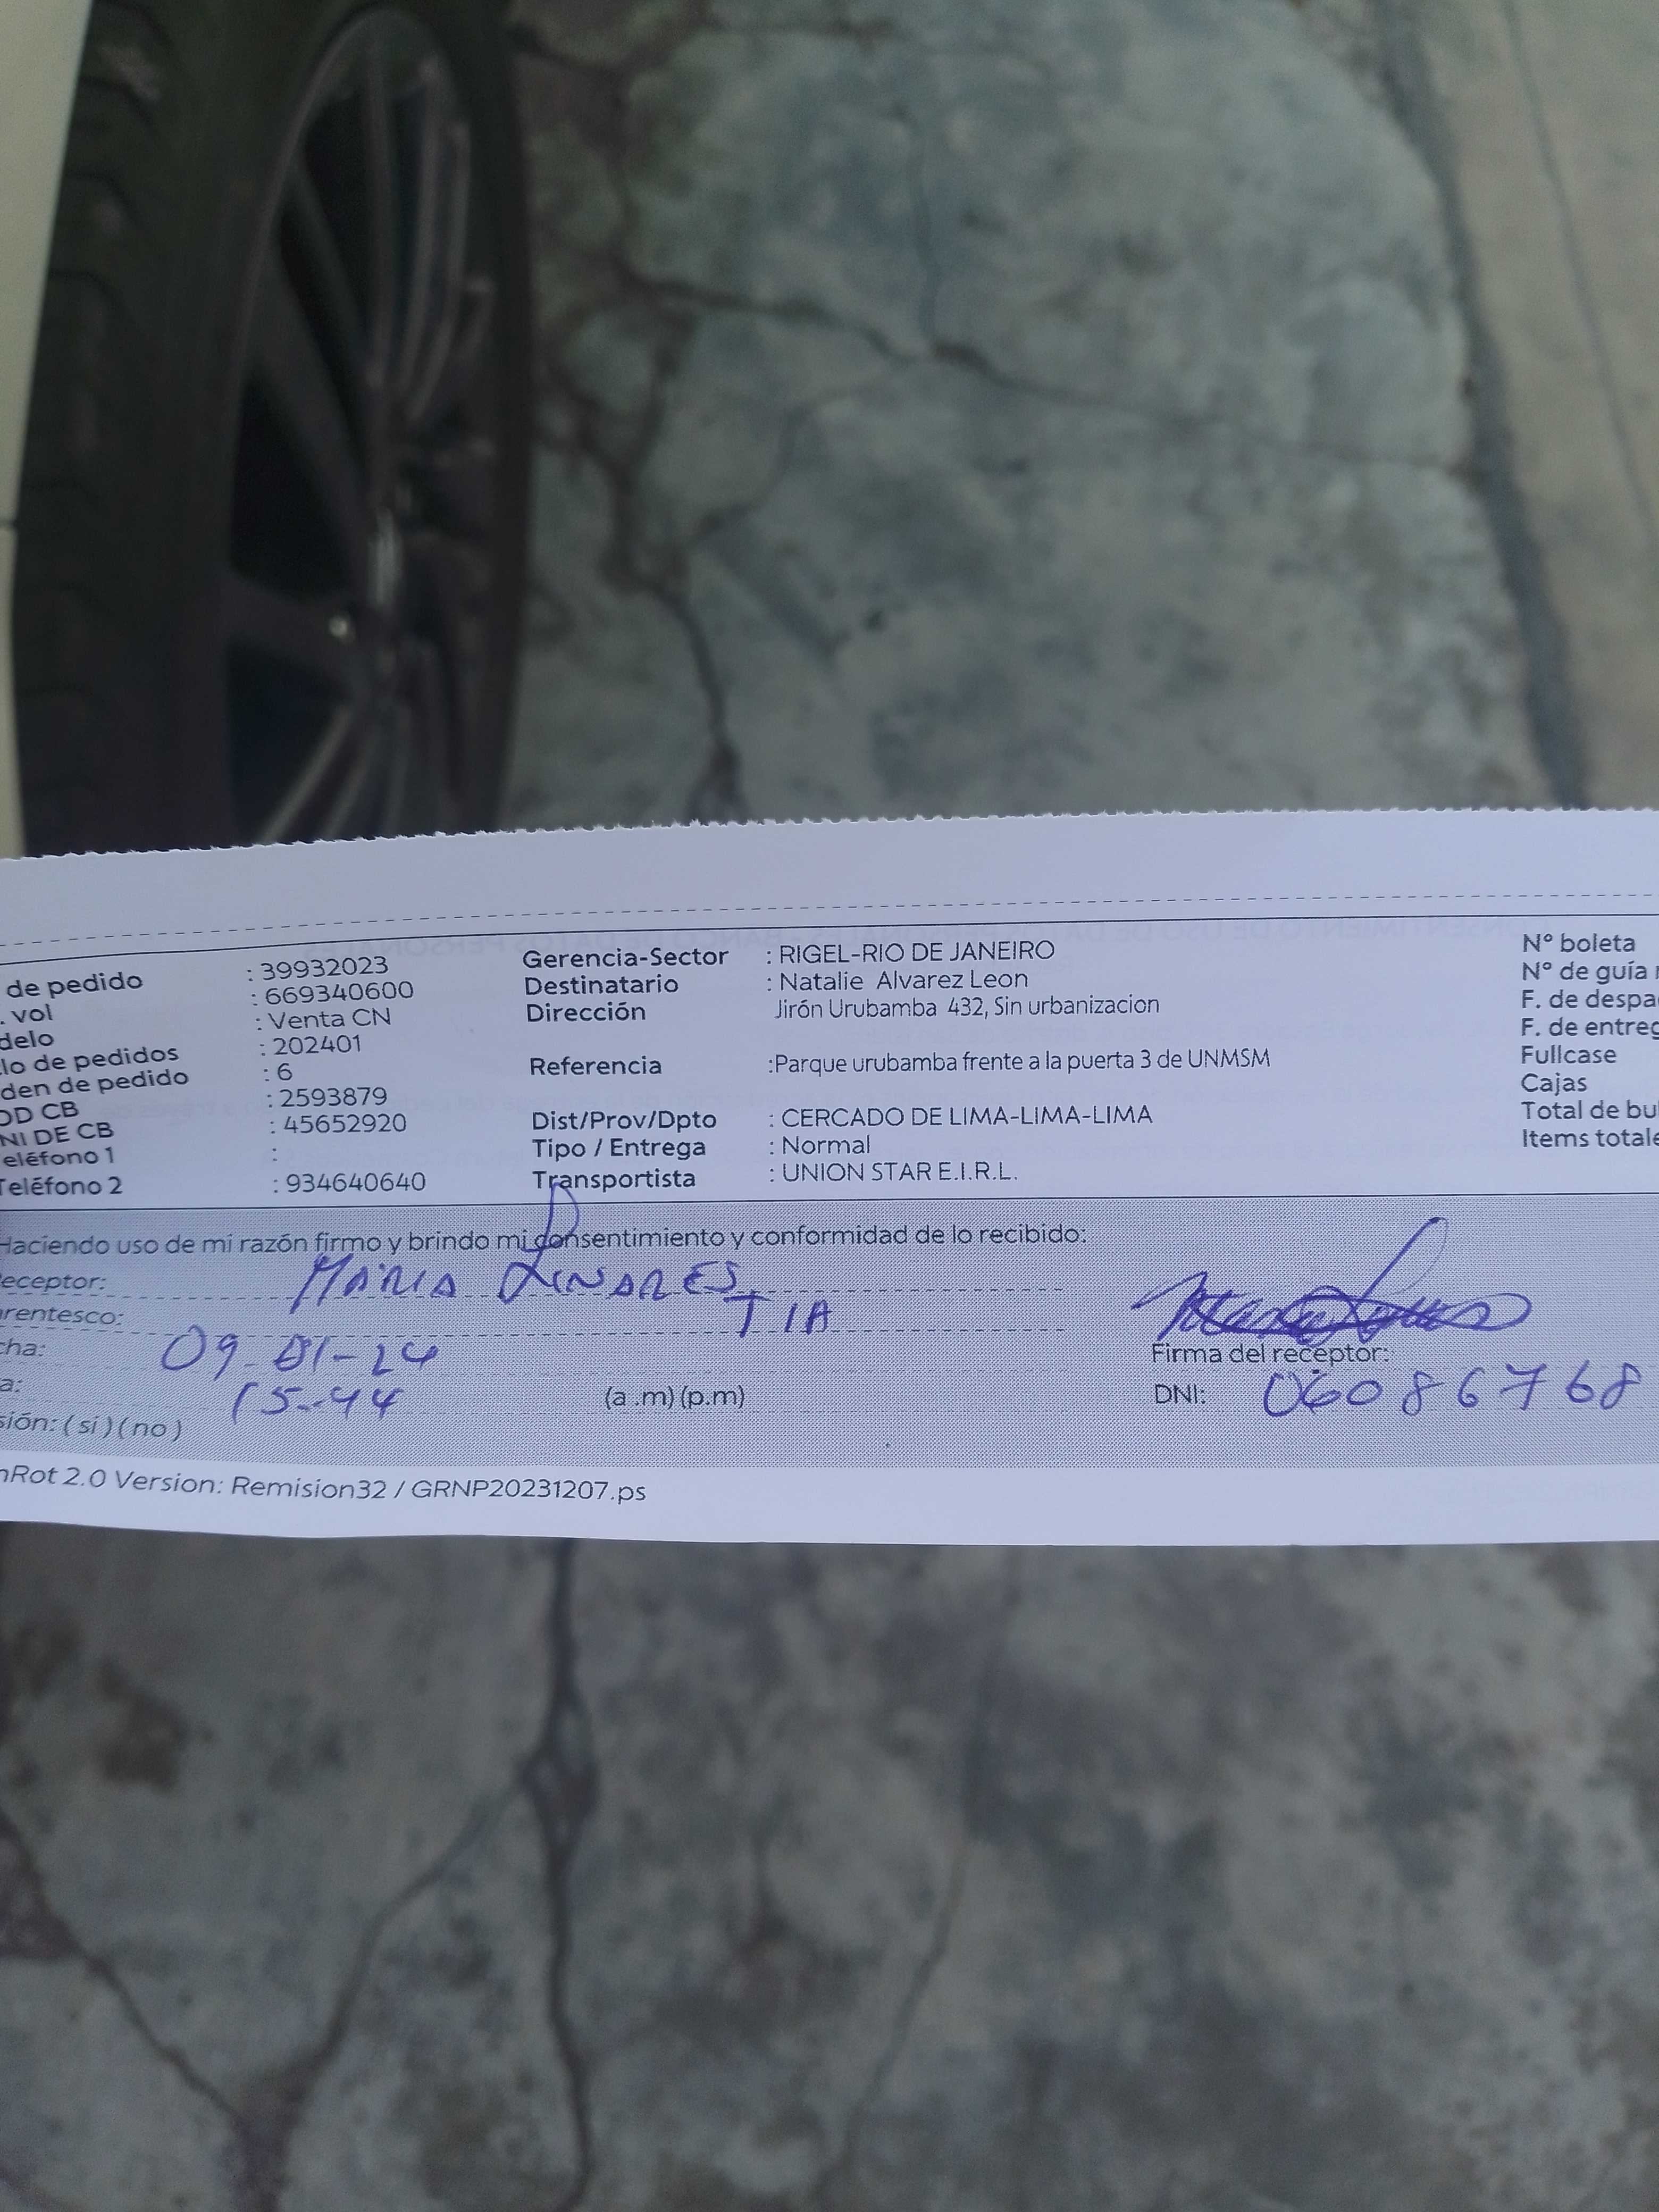 de pedido : 39932023 Gerencia-Sector : RIGEL-RIO DE JANEIRO N° boleta
. vol : 669340600 Destinatario : Natalie Alvarez Leon N° de guía
delo : Venta CN Dirección Jirón Urubamba 432, Sin urbanizacion F. de despa
lo de pedidos : 202401 F. de entreg
den de pedido : 6 Referencia :Parque urubamba frente a la puerta 3 de UNMSM Fullcase
OD CB : 2593879 Cajas
NI DE CB : 45652920 Dist/Prov/Dpto : CERCADO DE LIMA-LIMA-LIMA Total de bu
eléfono 1 : Tipo / Entrega : Normal Items totale
Teléfono 2 : 934640640 Transportista : UNION STAR E.I.R.L.
Haciendo uso de mi razón firmo y brindo mi consentimiento y conformidad de lo recibido:
eceptor: MARIA LINARES
rentesco: TIA
cha: 09-01-24 Firma del receptor:
a: 15-44 (a .m) (p.m) DNI: 06086768
sión: ( si ) ( no )
nRot 2.0 Version: Remision32 / GRNP20231207.ps